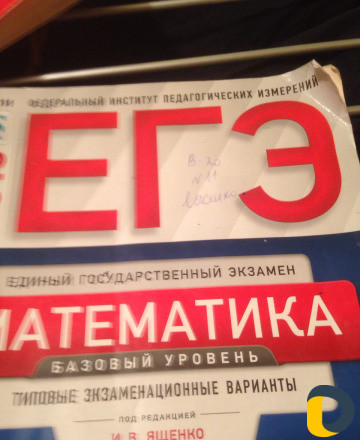 ФЕДЕРАЛЬНЫЙ ИНСТИТУТ ПЕДАГОГИЧЕСКИХ ИЗМЕРЕНИЙ
ЕГЭ
В-20
№11
ЕДИНЫЙ ГОСУДАРСТВЕННЫЙ ЭКЗАМЕН
МАТЕМАТИКА
БАЗОВЫЙ УРОВЕНЬ
ТИПОВЫЕ ЭКЗАМЕНАЦИОННЫЕ ВАРИАНТЫ
ПОД РЕДАКЦИЕЙ
И. В. ЯЩЕНКО